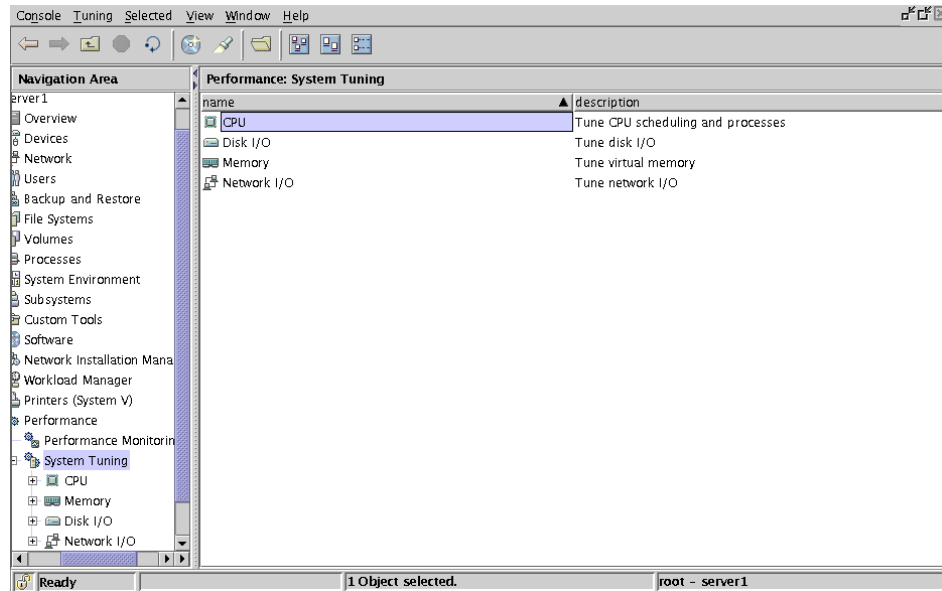 Console Tuning Selected View Window Help
Navigation Area
Performance: System Tuning
erver1
Overview
Devices
Network
Users
Backup and Restore
File Systems
Volumes
Processes
System Environment
Subsystems
Custom Tools
Software
Network Installation Mana
Workload Manager
Printers (System V)
Performance
Performance Monitorin
System Tuning
CPU
Memory
Disk I/O
Network I/O
name description
CPU Tune CPU scheduling and processes
Disk I/O Tune disk I/O
Memory Tune virtual memory
Network I/O Tune network I/O
Ready 1 Object selected. root - server1